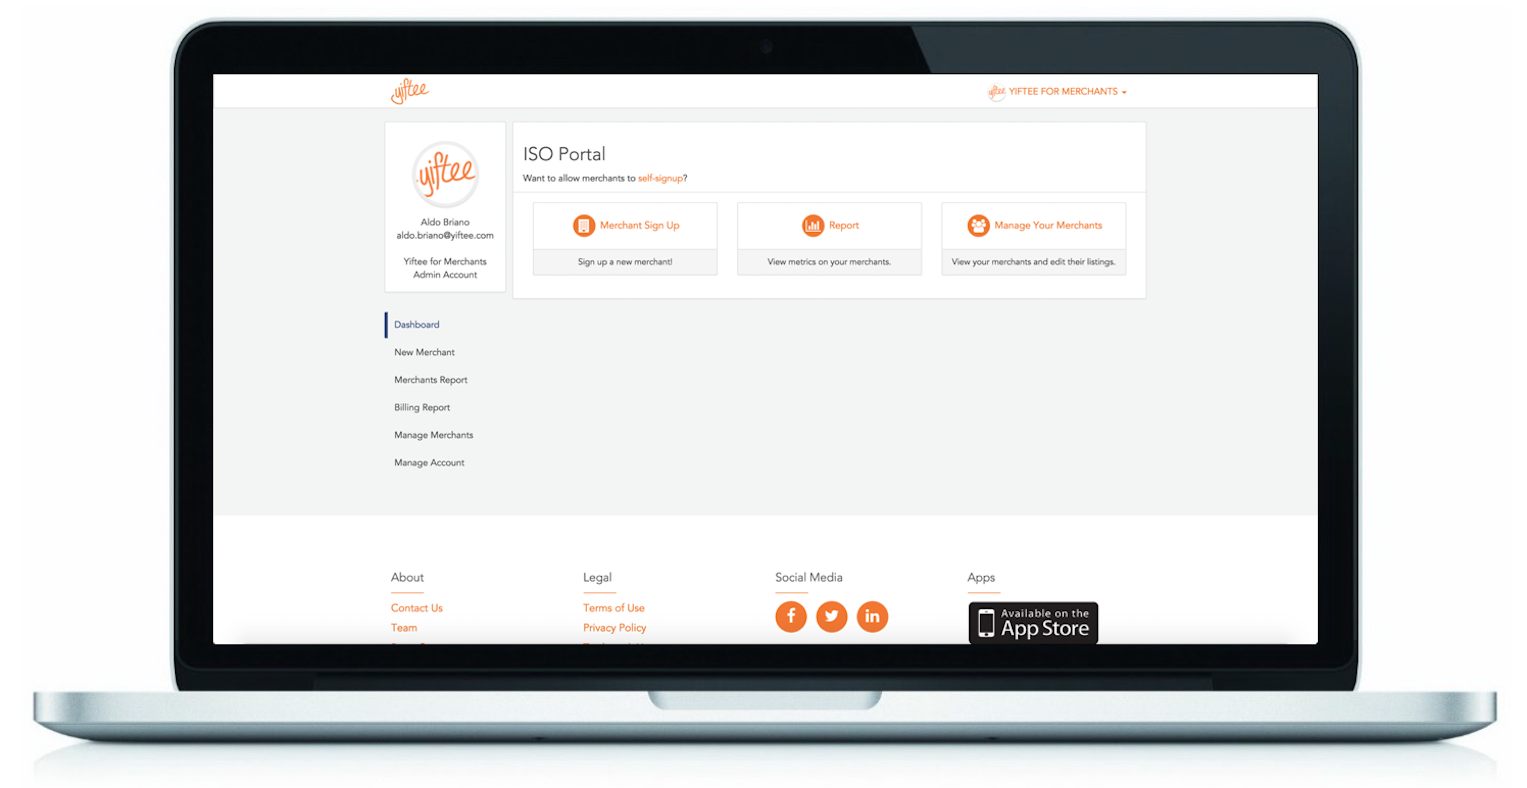 yiftee
yiftee YIFTEE FOR MERCHANTS
yiftee
Aldo Briano
aldo.briano@yiftee.com
Yiftee for Merchants
Admin Account
ISO Portal
Want to allow merchants to self-signup?
Merchant Sign Up
Sign up a new merchant!
Report
View metrics on your merchants.
Manage Your Merchants
View your merchants and edit their listings.
Dashboard
New Merchant
Merchants Report
Billing Report
Manage Merchants
Manage Account
About
Contact Us
Team
Legal
Terms of Use
Privacy Policy
Social Media
f
in
Apps
Available on the
App Store